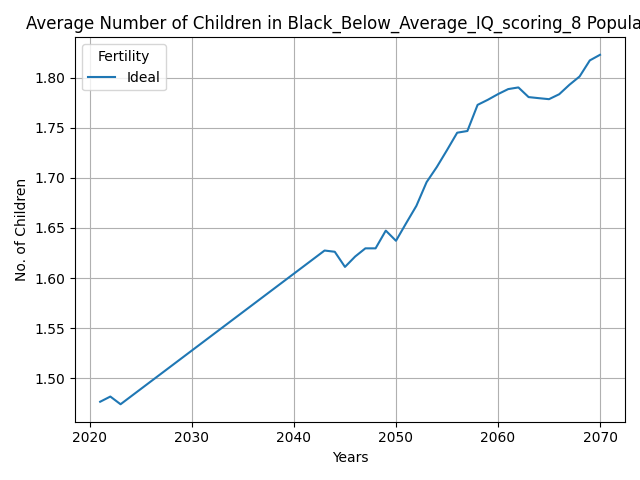 Average Number of Children in Black_Below_Average_IQ_scoring_8 Popula
Fertility
Ideal
1.80
1.75
1.70
1.65
1.60
1.55
1.50
No. of Children
2020 2030 2040 2050 2060 2070
Years